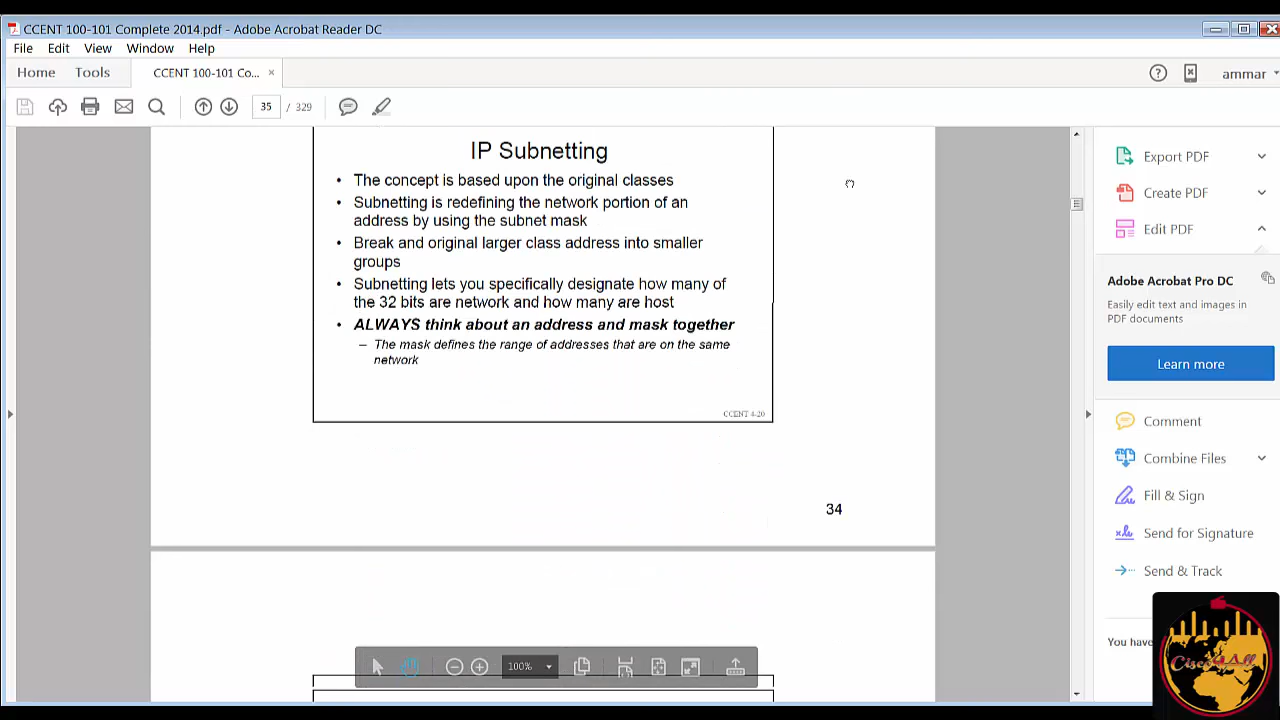 CCENT 100-101 Complete 2014.pdf - Adobe Acrobat Reader DC
File Edit View Window Help
Home Tools CCENT 100-101 Co... ×
ammar
35 / 329
IP Subnetting
• The concept is based upon the original classes
• Subnetting is redefining the network portion of an
address by using the subnet mask
• Break and original larger class address into smaller
groups
• Subnetting lets you specifically designate how many of
the 32 bits are network and how many are host
• ALWAYS think about an address and mask together
– The mask defines the range of addresses that are on the same
network
CCENT 4-20
34
100%
Export PDF
Create PDF
Edit PDF
Adobe Acrobat Pro DC
Easily edit text and images in
PDF documents
Learn more
Comment
Combine Files
Fill & Sign
Send for Signature
Send & Track
You have
Cisco4All